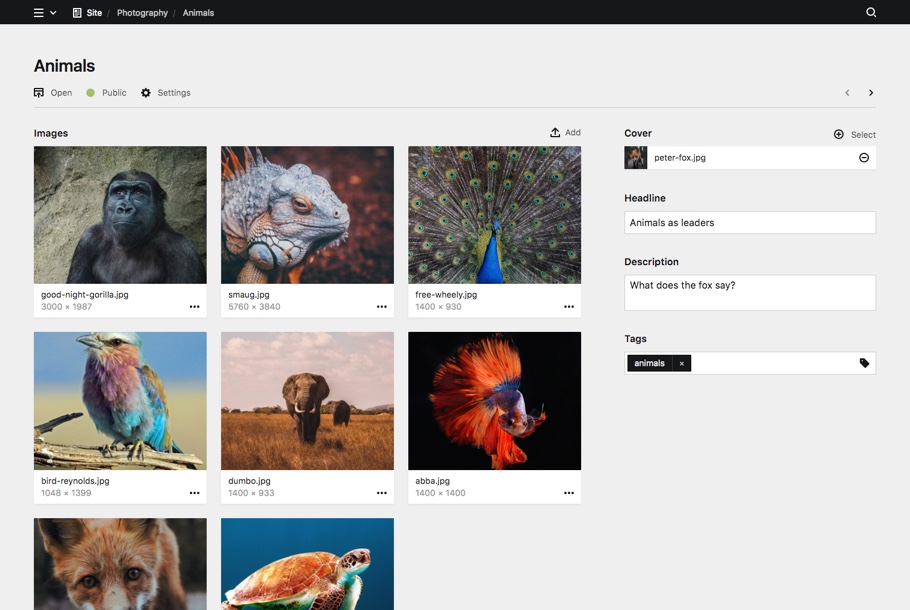 Site / Photography / Animals
Animals
Open Public Settings
Images
Add
good-night-gorilla.jpg
3000 × 1987
smaug.jpg
5760 × 3840
free-wheely.jpg
1400 × 930
bird-reynolds.jpg
1048 × 1399
dumbo.jpg
1400 × 933
abba.jpg
1400 × 1400
Cover
Select
peter-fox.jpg
Headline
Animals as leaders
Description
What does the fox say?
Tags
animals ×